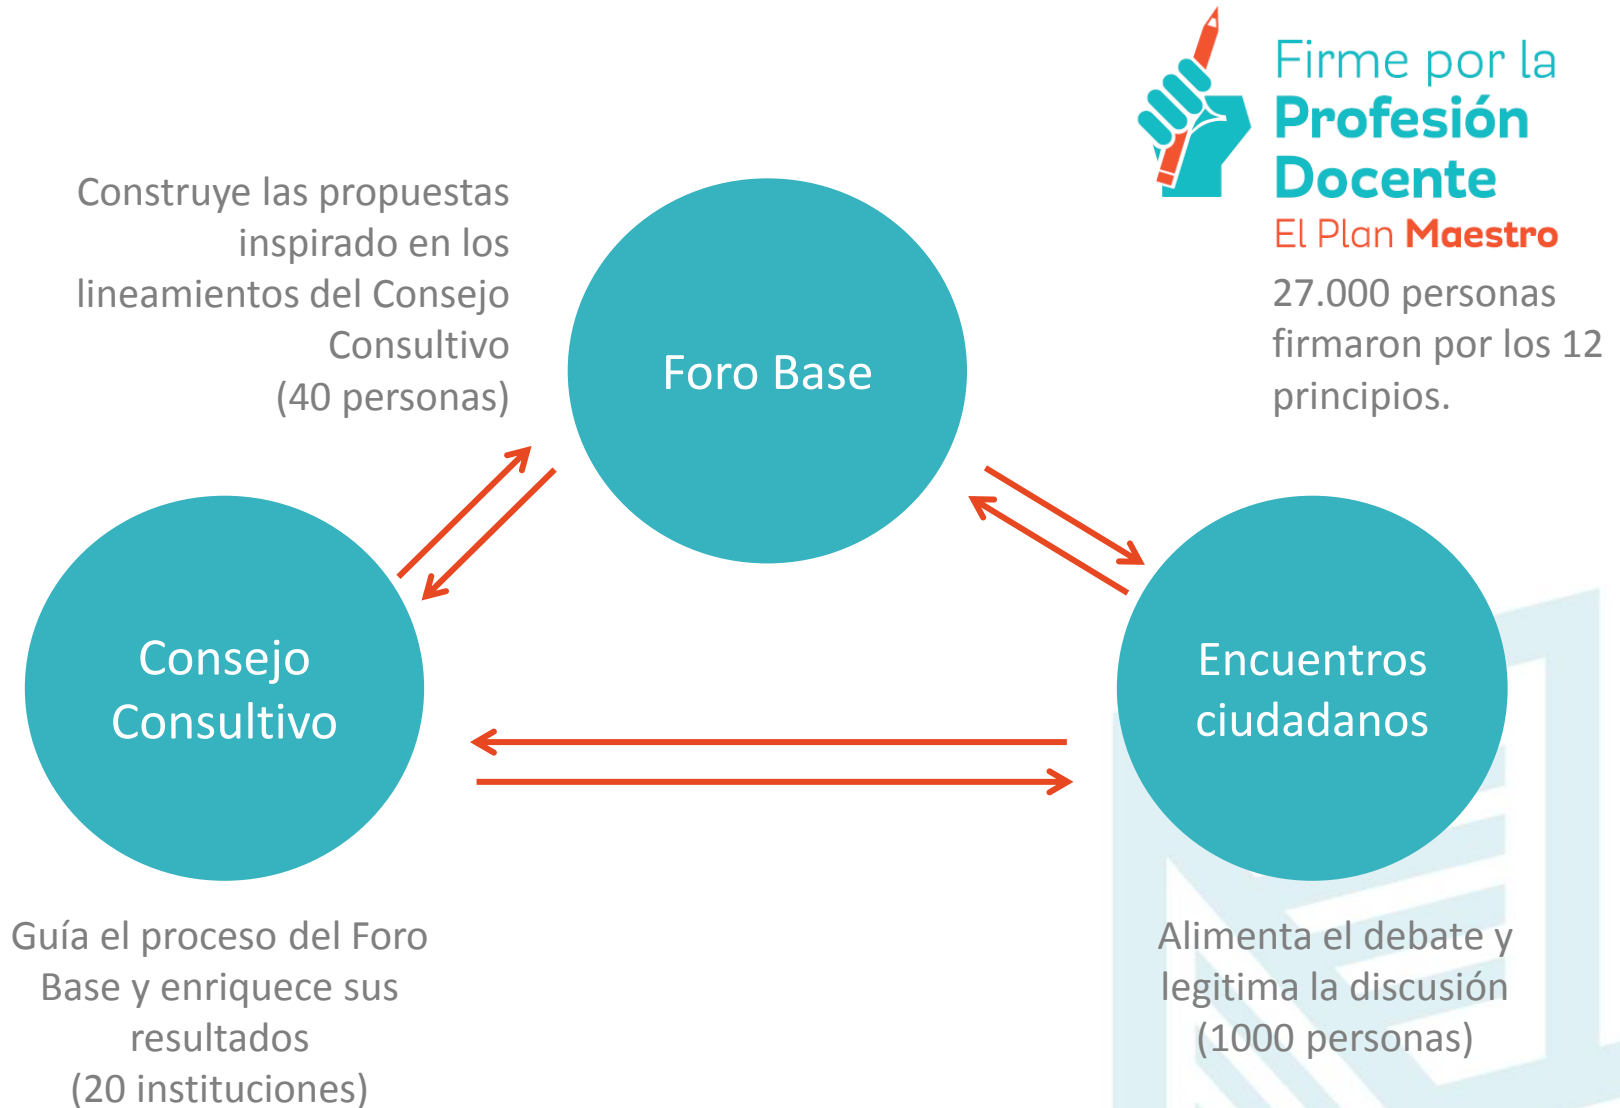 Firme por la
Profesión
Docente
El Plan Maestro
27.000 personas
firmaron por los 12
principios.
Construye las propuestas
inspirado en los
lineamientos del Consejo
Consultivo
(40 personas)
Foro Base
Consejo
Consultivo
Encuentros
ciudadanos
Guía el proceso del Foro
Base y enriquece sus
resultados
(20 instituciones)
Alimenta el debate y
legitima la discusión
(1000 personas)